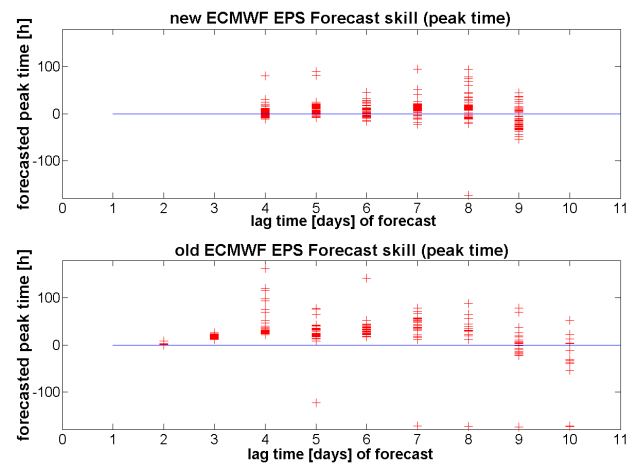 new ECMWF EPS Forecast skill (peak time)
forecasted peak time [h]
100
0
-100
0 1 2 3 4 5 6 7 8 9 10 11
lag time [days] of forecast
old ECMWF EPS Forecast skill (peak time)
forecasted peak time [h]
100
0
-100
0 1 2 3 4 5 6 7 8 9 10 11
lag time [days] of forecast